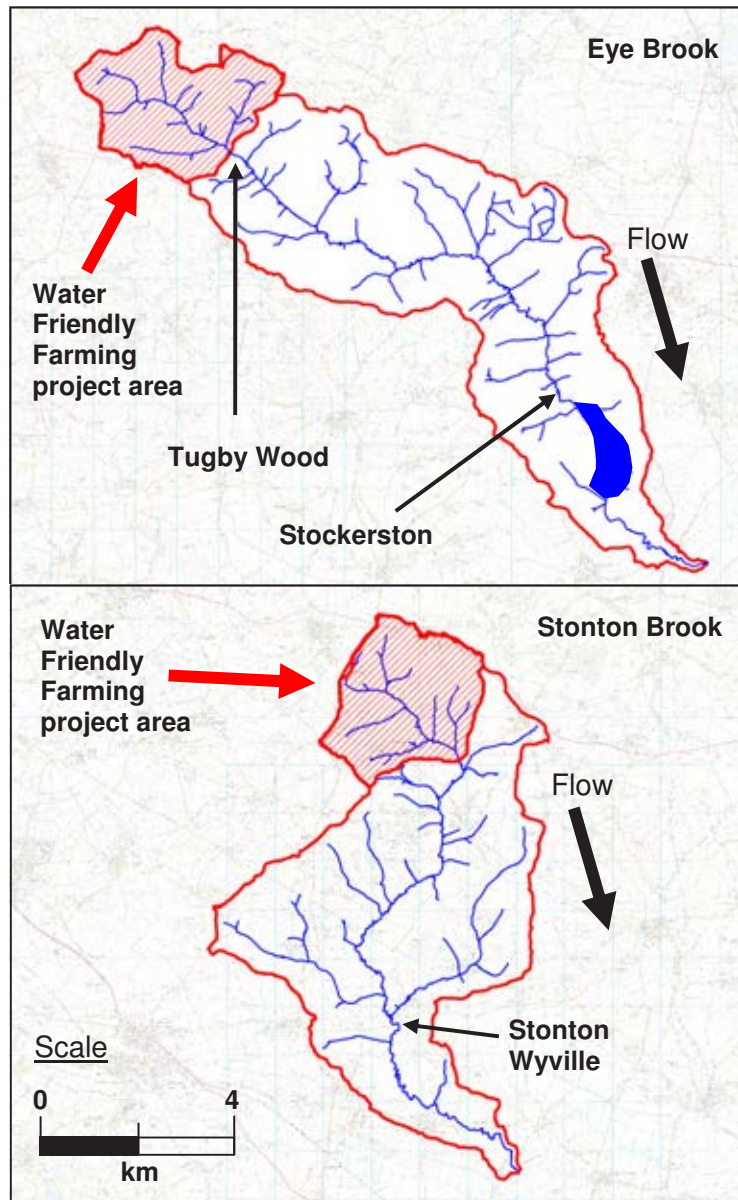 Eye Brook
Flow
Water
Friendly
Farming
project area
Tugby Wood
Stockerston
Water
Friendly
Farming
project area
Stonton Brook
Flow
Stonton
Wyville
Scale
0 4
km